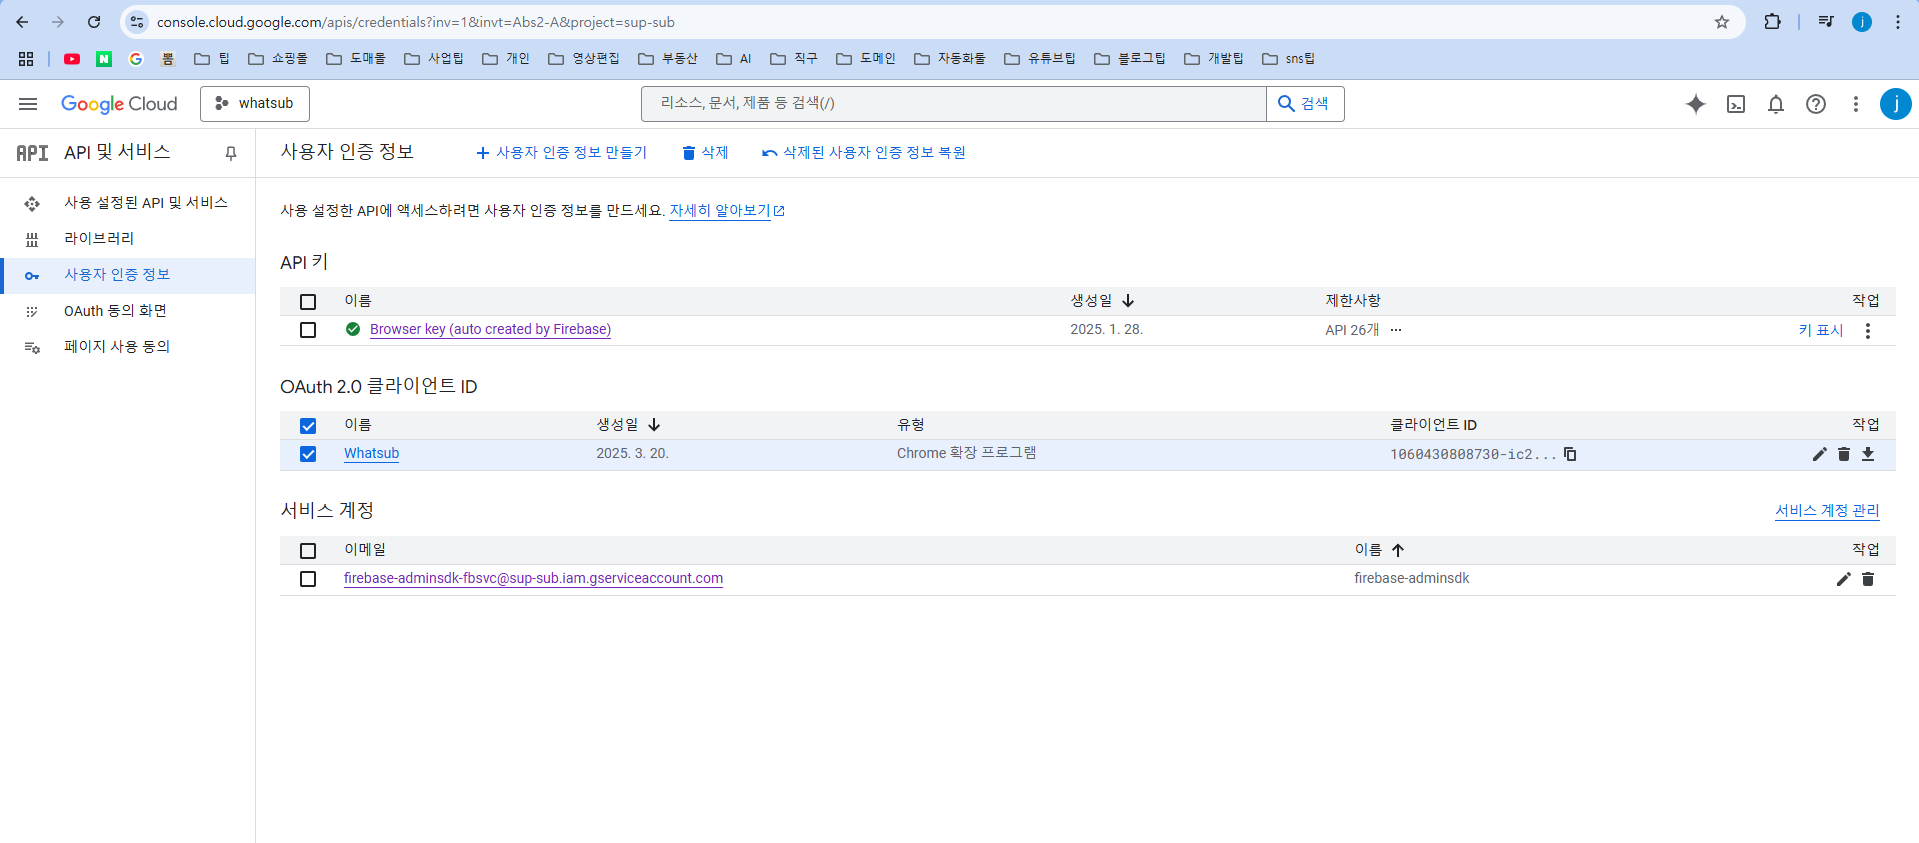 console.cloud.google.com/apis/credentials?inv=1&invt=Abs2-A&project=sup-sub
j
N
뽐
팁
쇼핑몰
도매몰
사업팁
개인
영상편집
부동산
AI
직구
도메인
자동화툴
유튜브팁
블로그팁
개발팁
sns팁
Google Cloud
whatsub
리소스, 문서, 제품 등 검색(/)
검색
j
API API 및 서비스
사용 설정된 API 및 서비스
라이브러리
사용자 인증 정보
OAuth 동의 화면
페이지 사용 동의
사용자 인증 정보
사용자 인증 정보 만들기
삭제
삭제된 사용자 인증 정보 복원
사용 설정한 API에 액세스하려면 사용자 인증 정보를 만드세요. 자세히 알아보기
API 키
이름 생성일 제한사항 작업
Browser key (auto created by Firebase) 2025. 1. 28. API 26개 키 표시
OAuth 2.0 클라이언트 ID
이름 생성일 유형 클라이언트 ID 작업
Whatsub 2025. 3. 20. Chrome 확장 프로그램 1060430808730-ic2...
서비스 계정 서비스 계정 관리
이메일 이름 작업
firebase-adminsdk-fbsvc@sup-sub.iam.gserviceaccount.com firebase-adminsdk